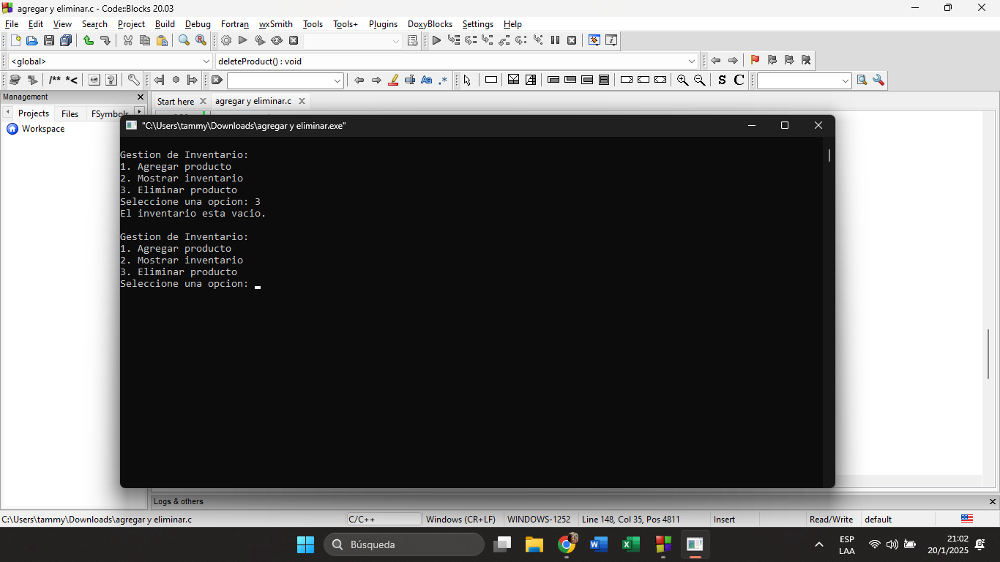 agregar y eliminar.c - Code::Blocks 20.03
File Edit View Search Project Build Debug Fortran wxSmith Tools Tools+ Plugins DoxyBlocks Settings Help
<global> deleteProduct() : void
/** *< Aa .* S C
Management
Start here agregar y eliminar.c
Projects Files FSymbols
Workspace
"C:\Users\tammy\Downloads\agregar y eliminar.exe"
Gestion de Inventario:
1. Agregar producto
2. Mostrar inventario
3. Eliminar producto
Seleccione una opcion: 3
El inventario esta vacio.
Gestion de Inventario:
1. Agregar producto
2. Mostrar inventario
3. Eliminar producto
Seleccione una opcion:
Logs & others
C:\Users\tammy\Downloads\agregar y eliminar.c C/C++ Windows (CR+LF) WINDOWS-1252 Line 148, Col 35, Pos 4811 Insert Read/Write default
Búsqueda
ESP
LAA
21:02
20/1/2025